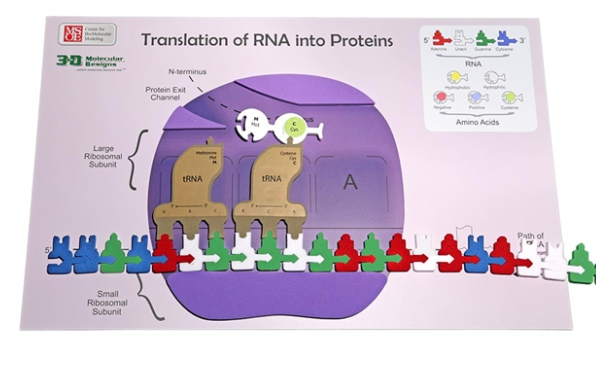 MSOE
Center for
BioMolecular
Modeling
3-D Molecular
Designs
Translation of RNA into Proteins
5'
3'
Adenine
Uracil
Guanine
Cytosine
RNA
Hydrophobic
Hydrophilic
Negative
Positive
Cysteine
Amino Acids
N-terminus
Protein Exit
Channel
M
Met
C
Cys
Large
Ribosomal
Subunit
Methionine
Met
M
tRNA
Cysteine
Cys
C
tRNA
A
5'
Path of
Small
Ribosomal
Subunit